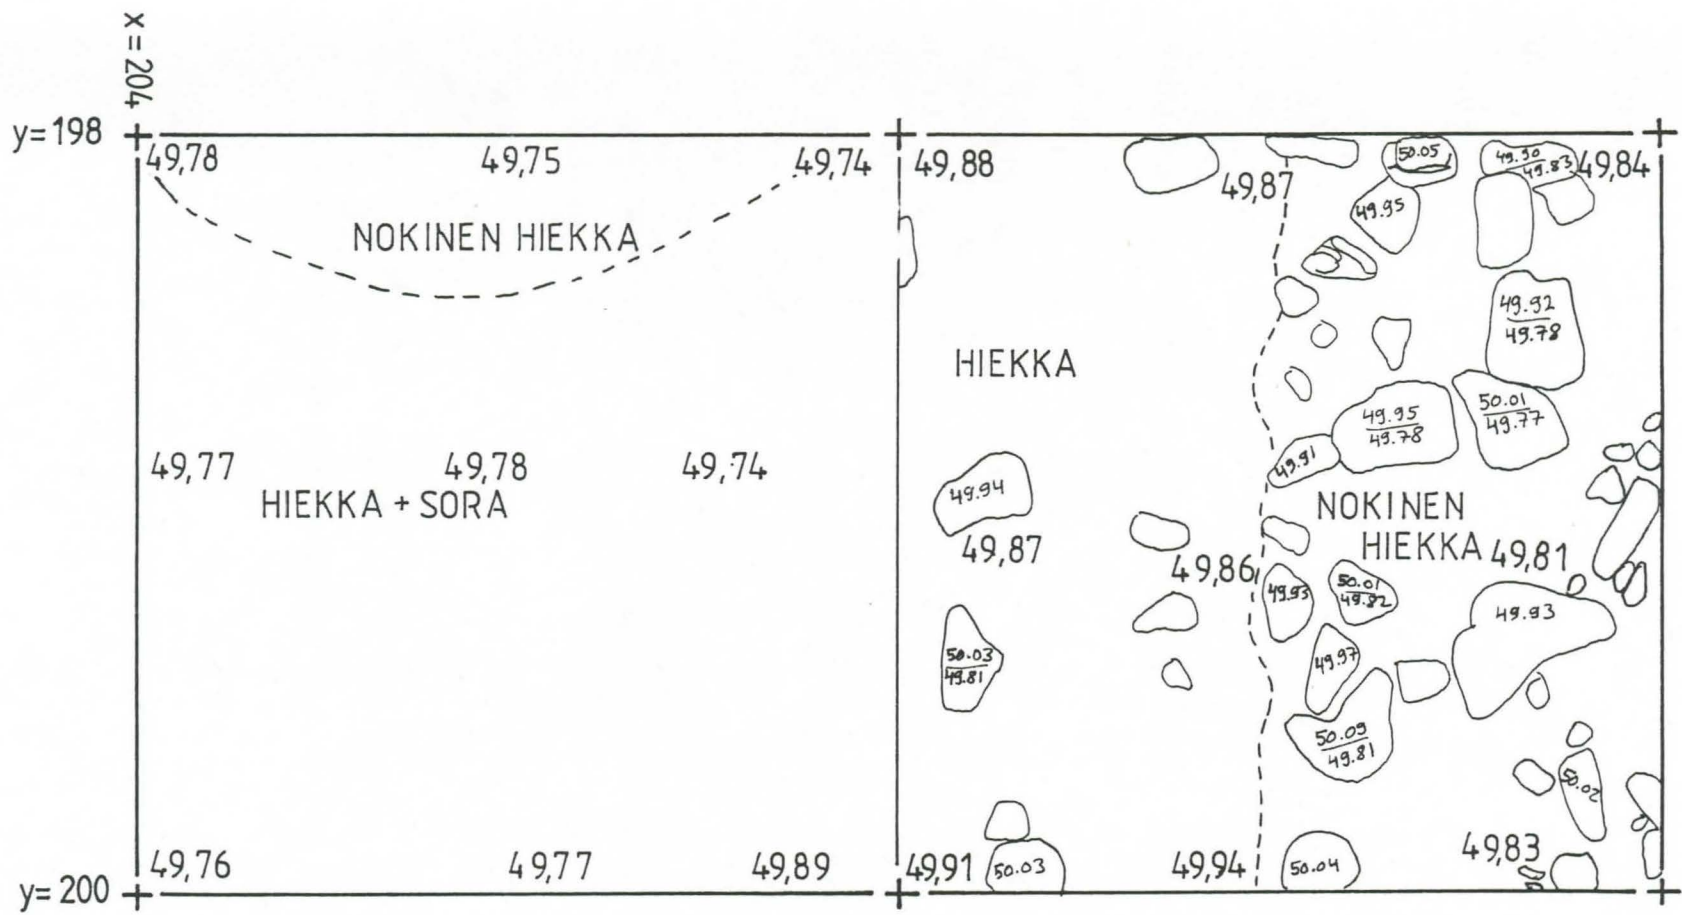 x = 204
y= 198
49,78 49,75 49,74 49,88 49,87 50.05 49.90 49.83 49,84
49.95
NOKINEN HIEKKA
49.92
49.78
HIEKKA
49.95
49.78
50.01
49.77
49,77 49,78 49,74 49.91
HIEKKA + SORA 49.94 NOKINEN
49,87 49,86 HIEKKA 49,81
49.93 50.01
49.82
49.93
50.03
49.81
49.97
50.09
49.81
50.02
49,76 49,77 49,89 49,91 50.03 49,94 50.04 49,83
y= 200